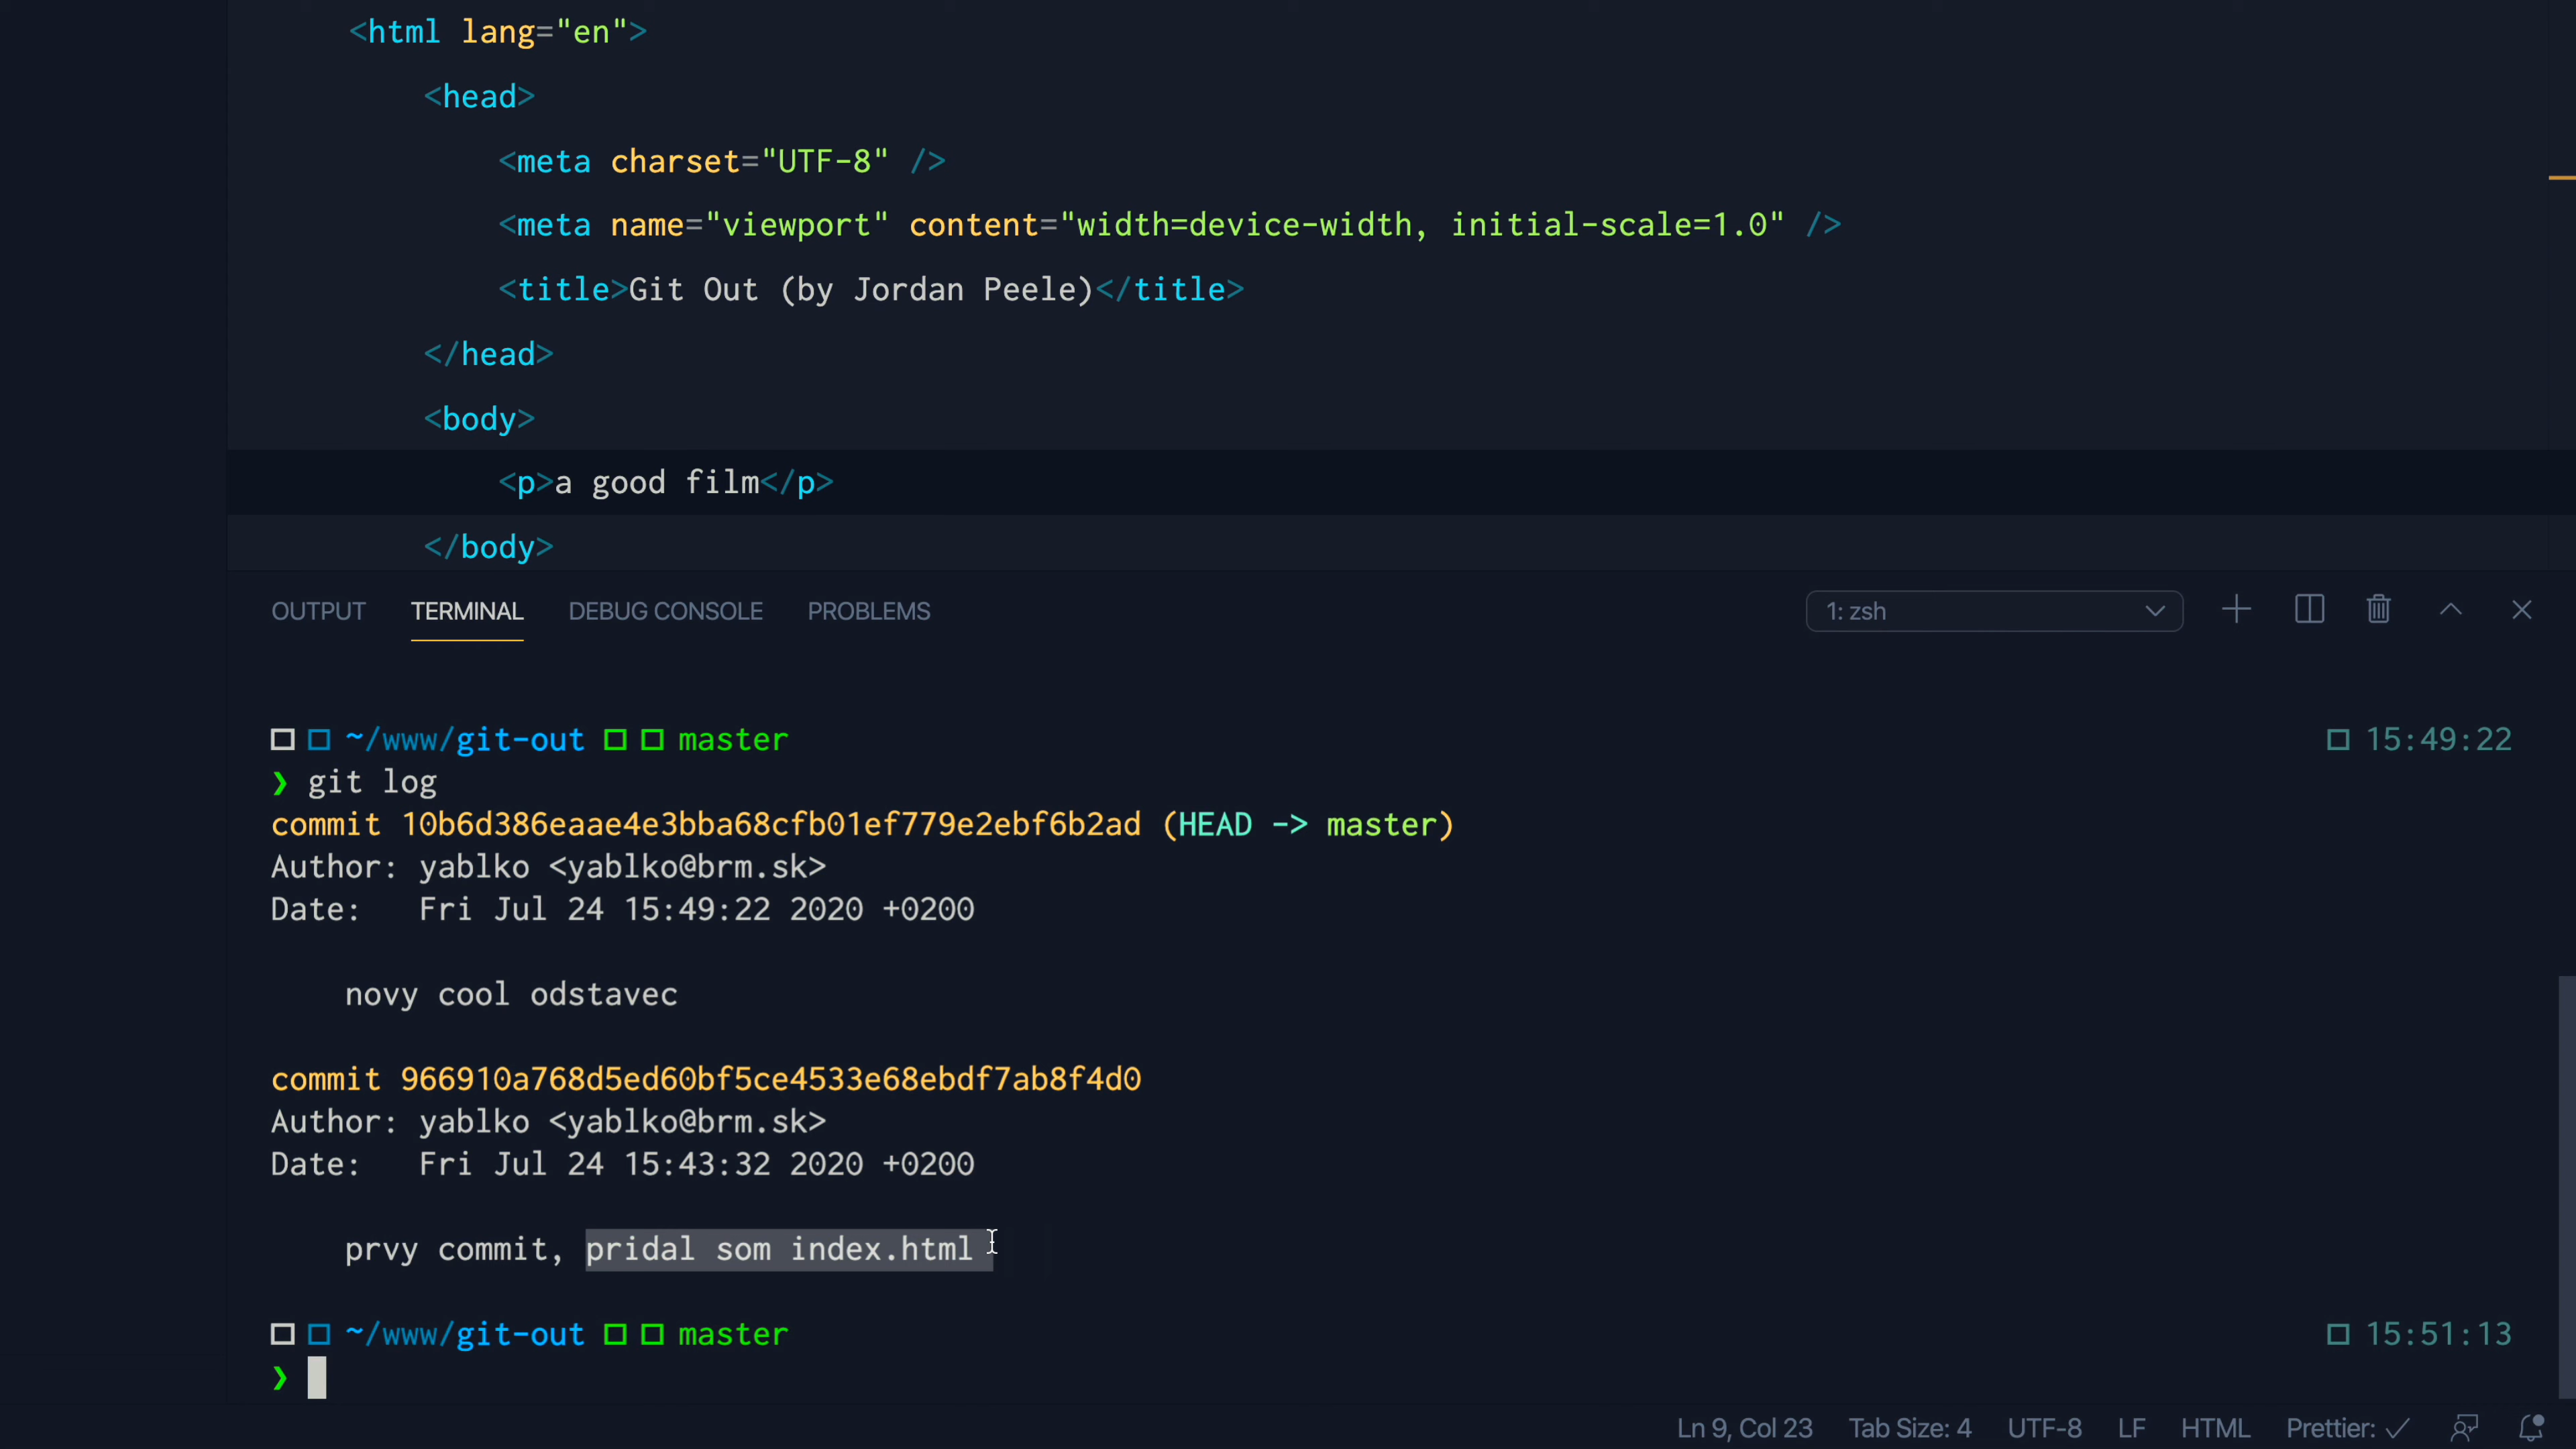 <html lang="en">
<head>
<meta charset="UTF-8" />
<meta name="viewport" content="width=device-width, initial-scale=1.0" />
<title>Git Out (by Jordan Peele)</title>
</head>
<body>
<p>a good film</p>
</body>
OUTPUT TERMINAL DEBUG CONSOLE PROBLEMS 1: zsh
~/www/git-out master 15:49:22
❯ git log
commit 10b6d386eaae4e3bba68cfb01ef779e2ebf6b2ad (HEAD -> master)
Author: yablko <yablko@brm.sk>
Date: Fri Jul 24 15:49:22 2020 +0200
novy cool odstavec
commit 966910a768d5ed60bf5ce4533e68ebdf7ab8f4d0
Author: yablko <yablko@brm.sk>
Date: Fri Jul 24 15:43:32 2020 +0200
prvy commit, pridal som index.html
~/www/git-out master 15:51:13
❯
Ln 9, Col 23 Tab Size: 4 UTF-8 LF HTML Prettier: ✓